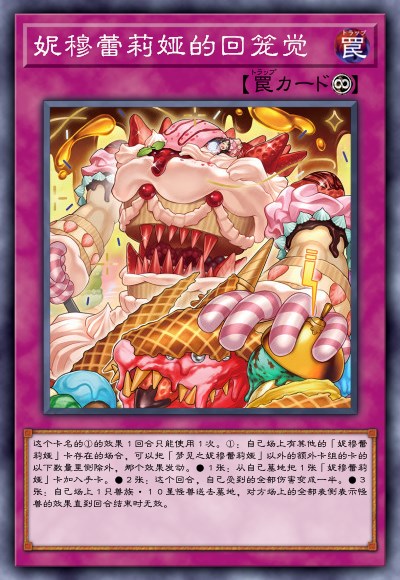 妮穆蕾莉娅的回笼觉
トラップ
罠
トラップ
【罠カード】
这个卡名的①的效果1回合只能使用1次。①：自己场上有其他的「妮穆蕾
莉娅」卡存在的场合，可以把「梦见之妮穆蕾莉娅」以外的额外卡组的卡的
以下数量里侧除外，那个效果发动。●1张：从自己墓地把1张「妮穆蕾莉
娅」卡加入手卡。●2张：这个回合，自己受到的全部伤害变成一半。●3
张：自己场上1只兽族・10星怪兽送去墓地，对方场上的全部表侧表示怪
兽的效果直到回合结束时无效。